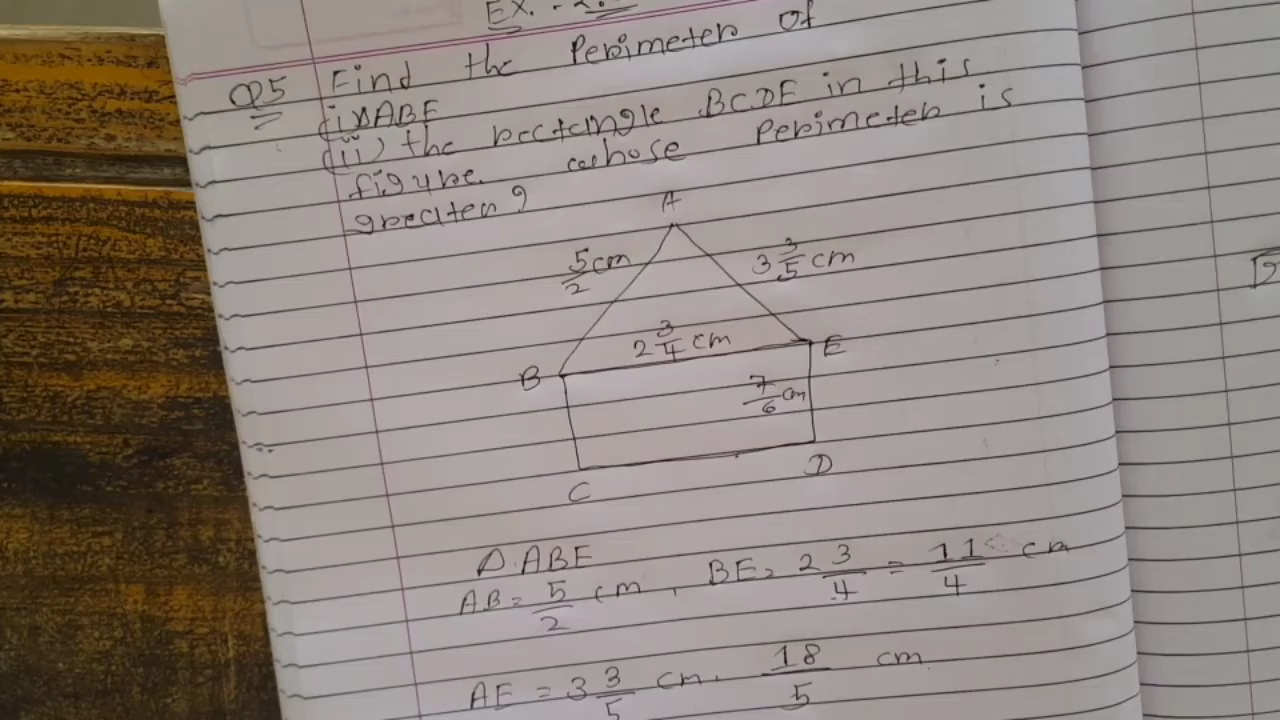 Q5 Find the Perimeter of
(i) △ABE
(ii) the rectangle BCDE in this
figure. whose Perimeter is
greater?
A
5/2 cm
3 3/5 cm
2 3/4 cm
B
E
7/6 cm
C
D
△ABE
AB = 5/2 cm, BE = 2 3/4 = 11/4 cm
AE = 3 3/5 cm. 18/5 cm